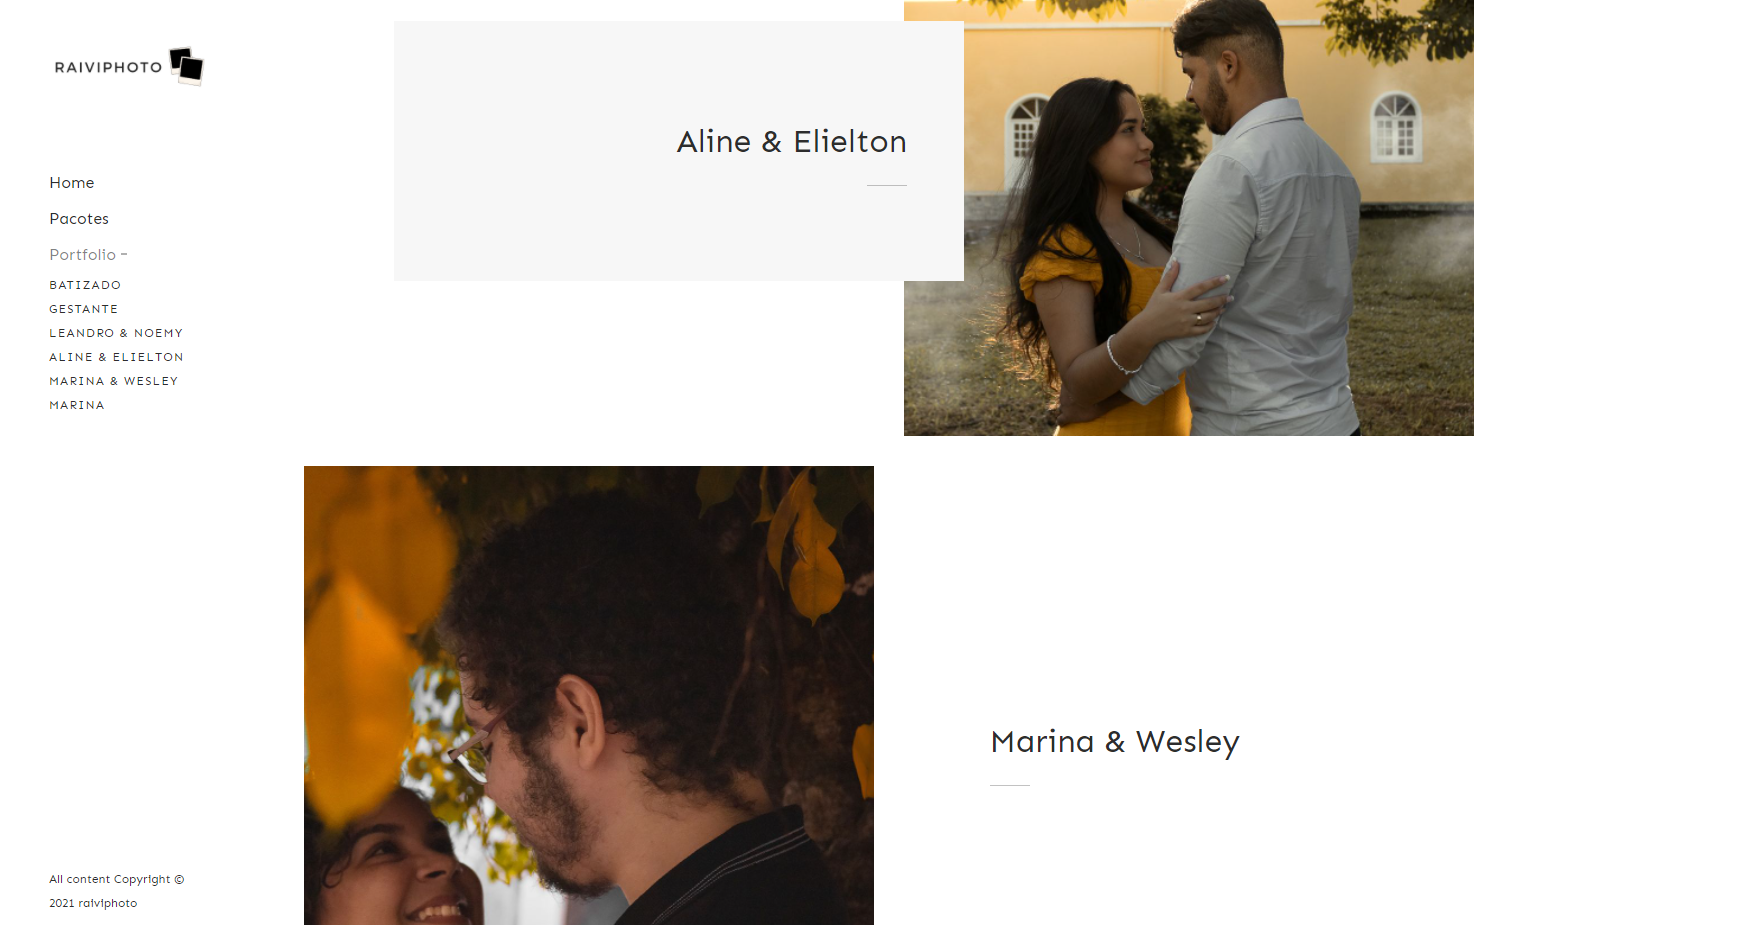 RAIVIPHOTO
Home
Pacotes
Portfolio –
BATIZADO
GESTANTE
LEANDRO & NOEMY
ALINE & ELIELTON
MARINA & WESLEY
MARINA
All content Copyright ©
2021 raiviphoto
Aline & Elielton
Marina & Wesley